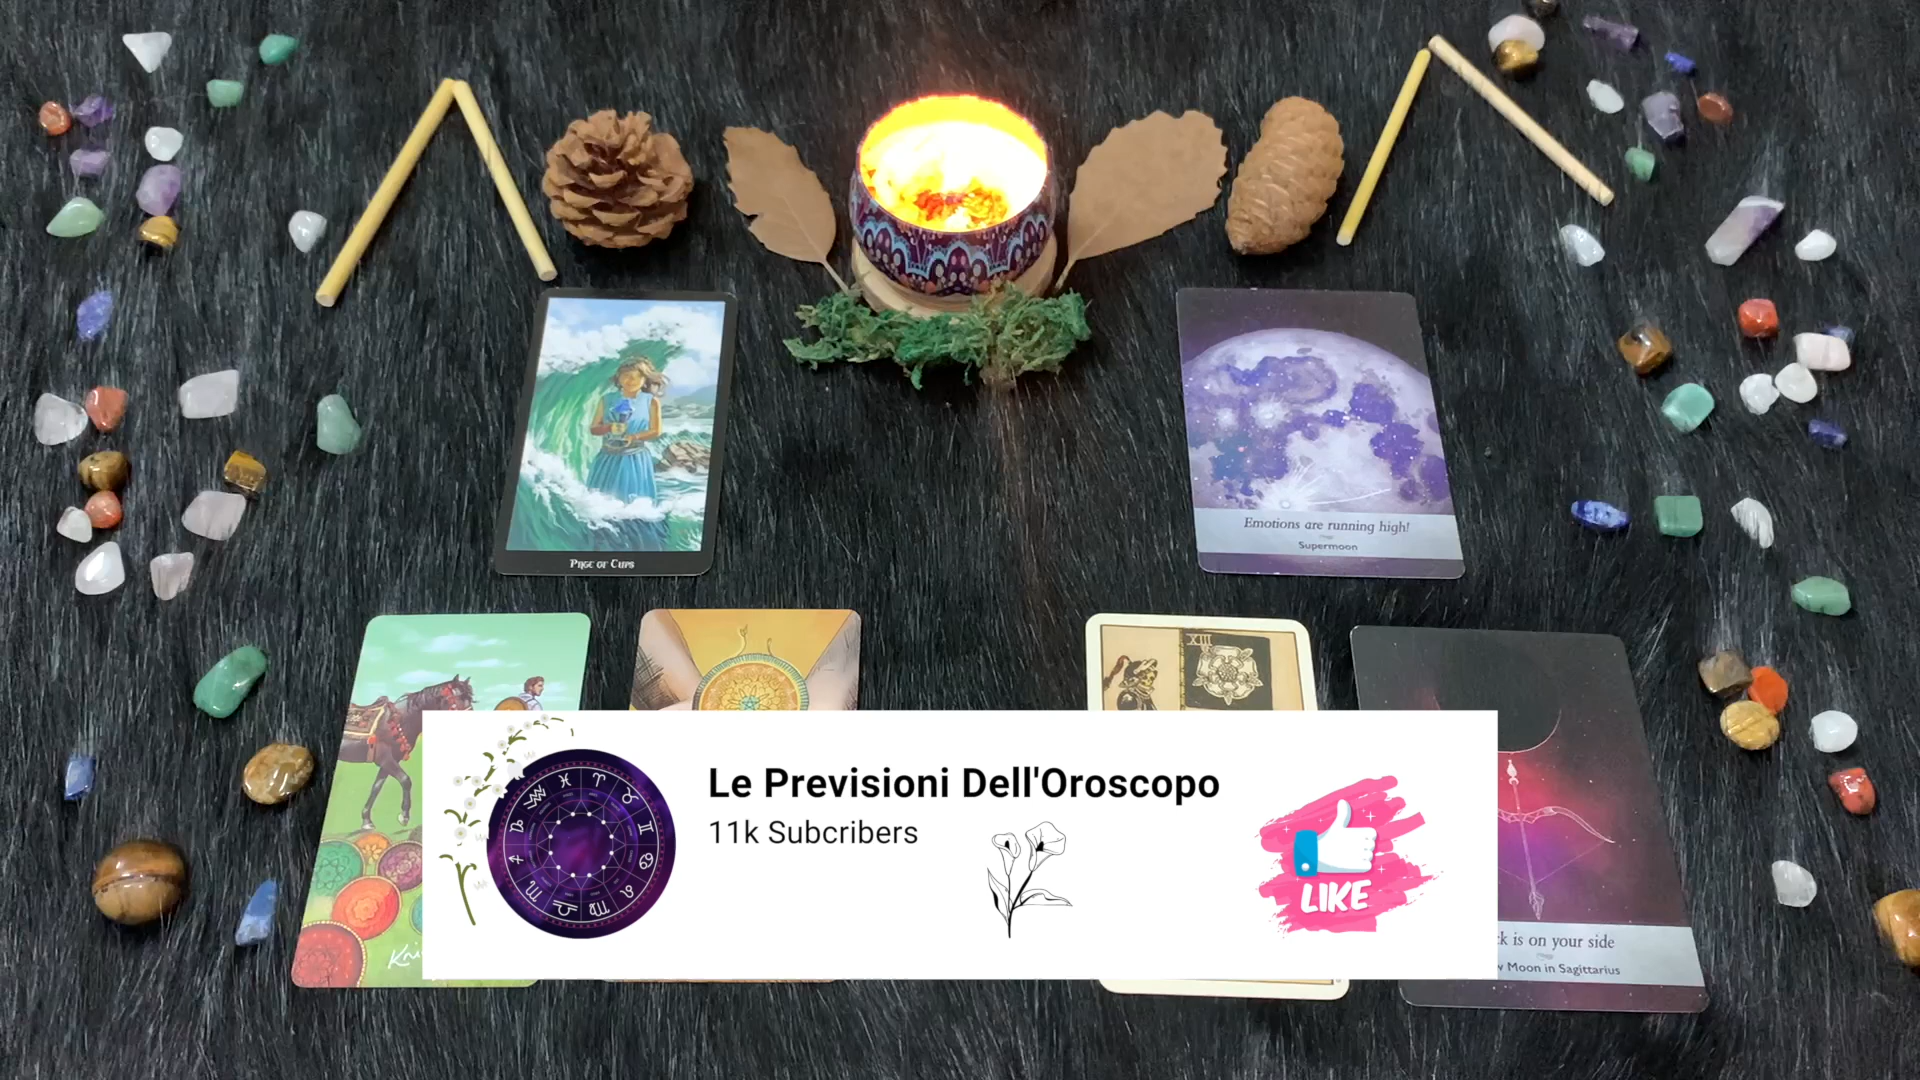 Emotions are running high!
Supermoon
Page of Cups
XIII
Le Previsioni Dell'Oroscopo
11k Subcribers
LIKE
is on your side
Moon in Sagittarius